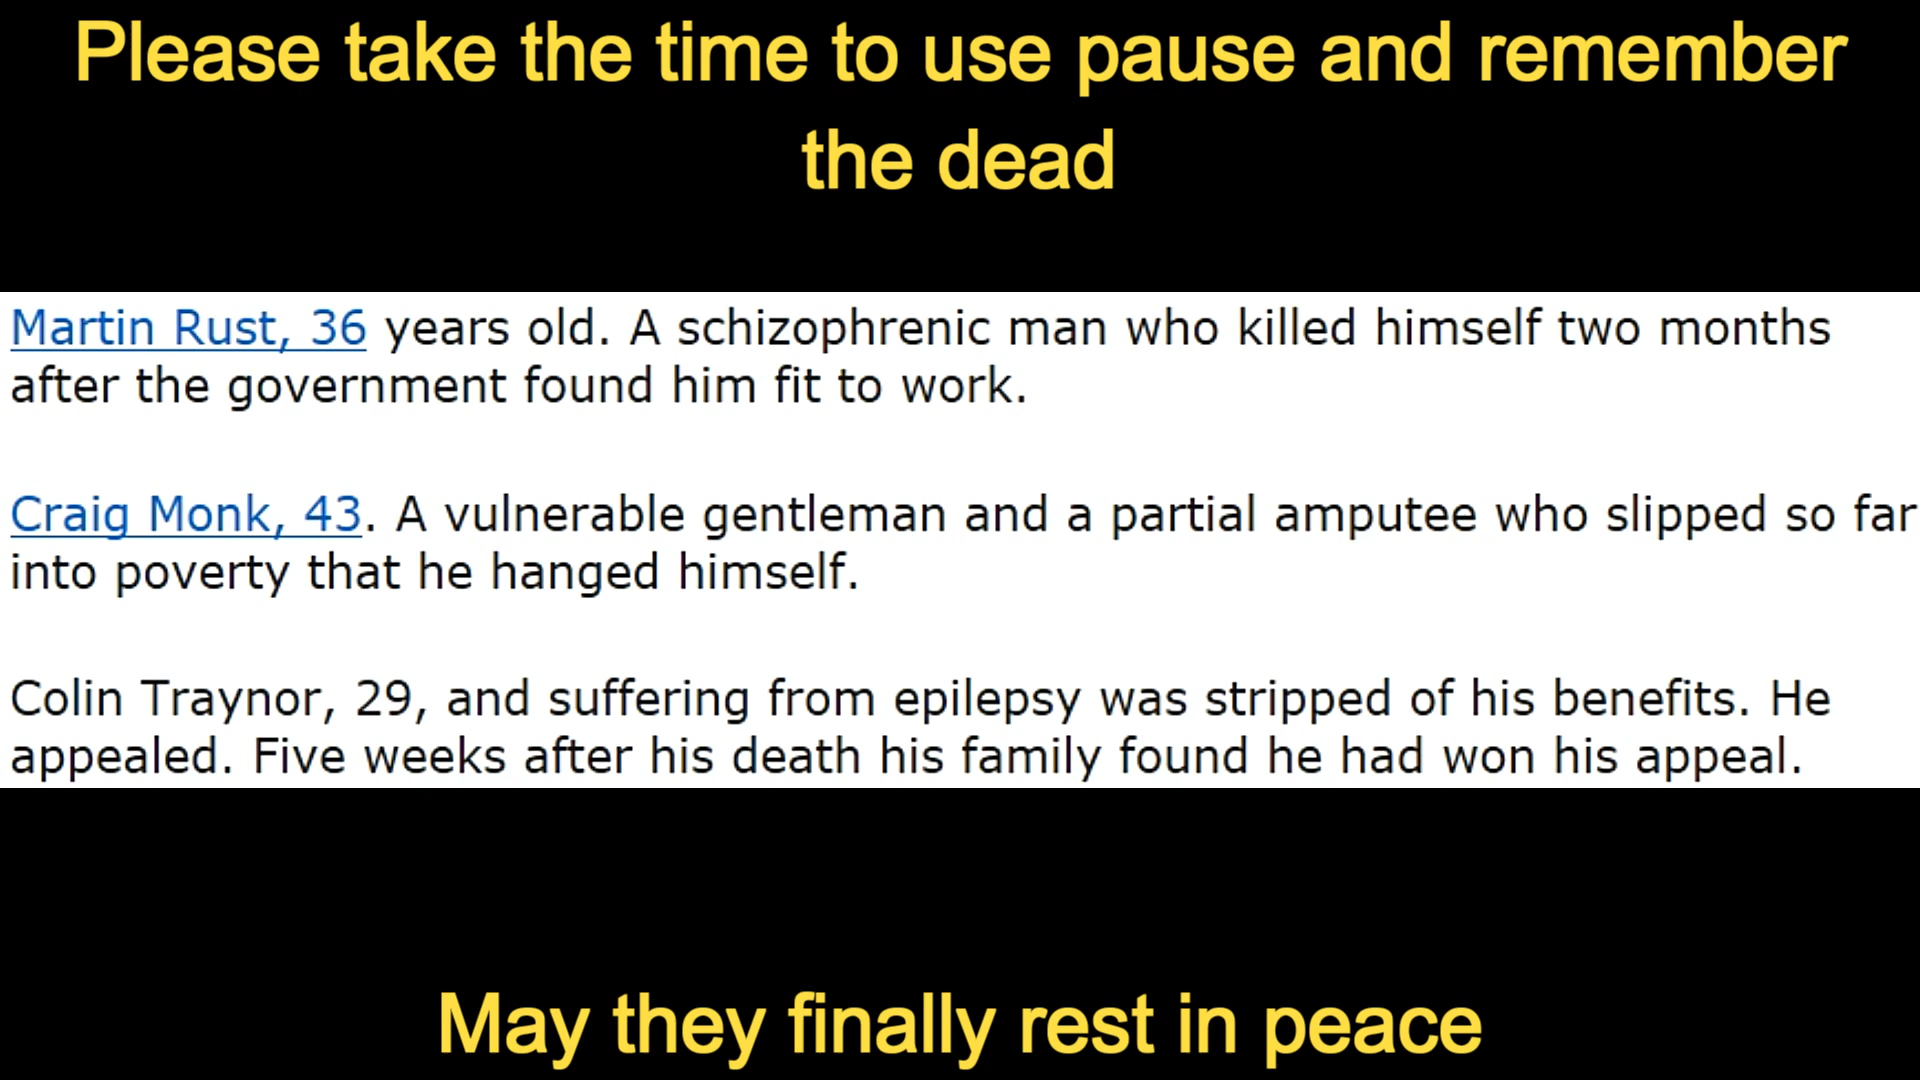 Please take the time to use pause and remember
the dead
Martin Rust, 36 years old. A schizophrenic man who killed himself two months
after the government found him fit to work.
Craig Monk, 43. A vulnerable gentleman and a partial amputee who slipped so far
into poverty that he hanged himself.
Colin Traynor, 29, and suffering from epilepsy was stripped of his benefits. He
appealed. Five weeks after his death his family found he had won his appeal.
May they finally rest in peace